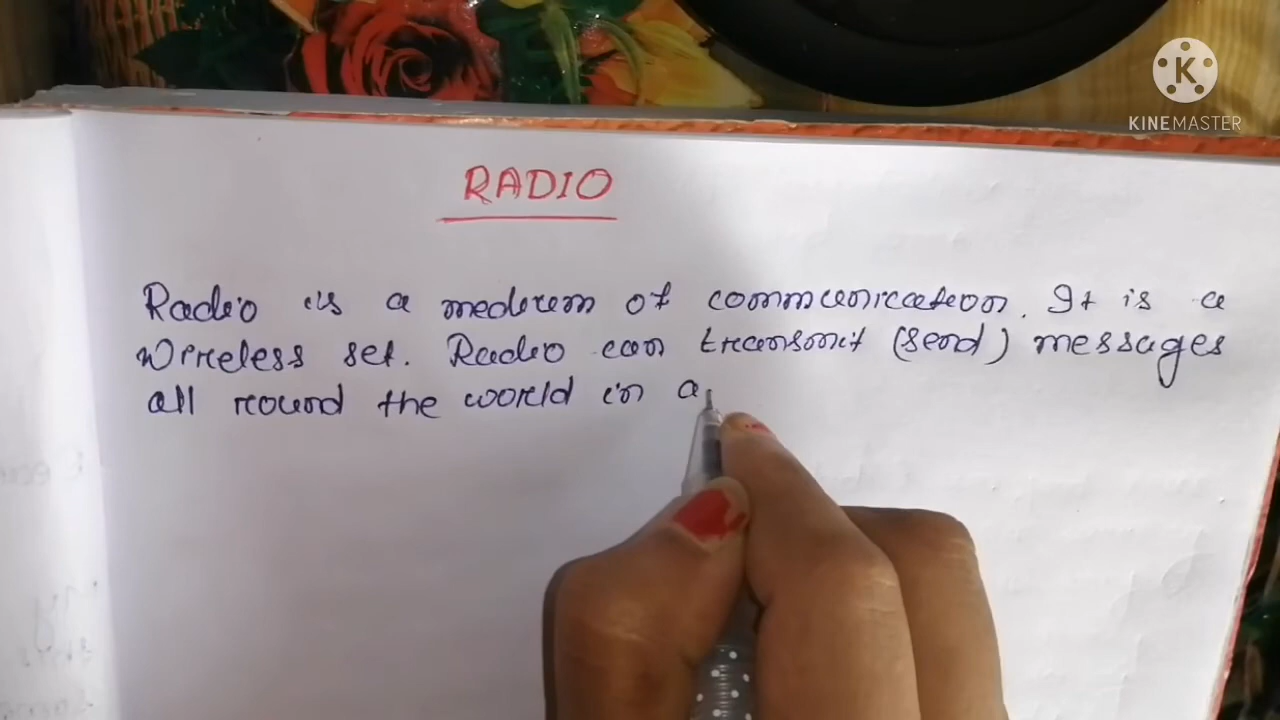 KINEMASTER
RADIO
Radio is a medium of communication. It is a
Wireless set. Radio can transmit (send) messages
all round the world in a